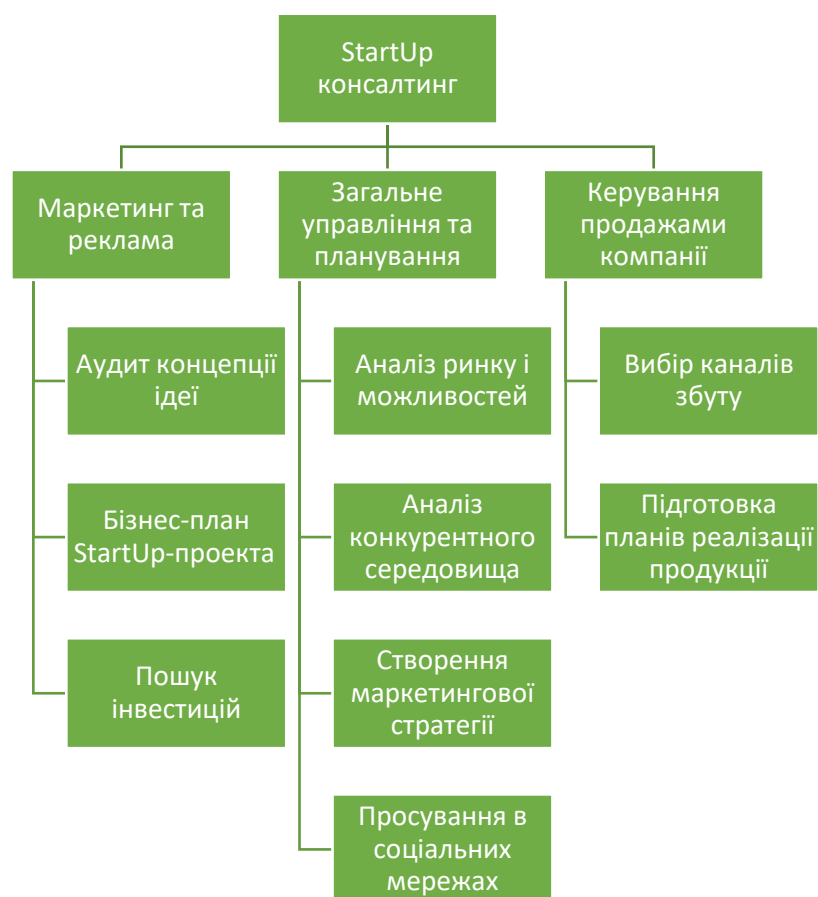 StartUp
консалтинг
Маркетинг та
реклама
Аудит концепції
ідеї
Бізнес-план
StartUp-проекта
Пошук
інвестицій
Загальне
управління та
планування
Аналіз ринку і
можливостей
Аналіз
конкурентного
середовища
Створення
маркетингової
стратегії
Просування в
соціальних
мережах
Керування
продажами
компанії
Вибір каналів
збуту
Підготовка
планів реалізації
продукції